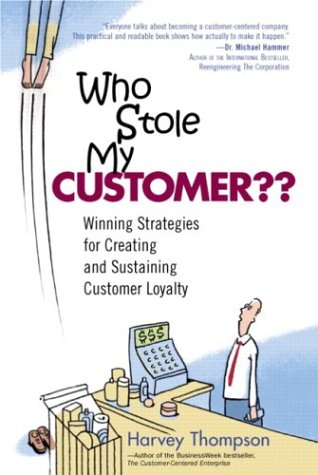 "Everyone talks about becoming a customer-centered company.
This practical and readable book shows how actually to make it happen."
—Dr. Michael Hammer
Author of the International Bestseller,
Reengineering The Corporation
Who
Stole
My
CUSTOMER??
Winning Strategies
for Creating
and Sustaining
Customer Loyalty
$$$
Harvey Thompson
—Author of the BusinessWeek bestseller,
The Customer-Centered Enterprise